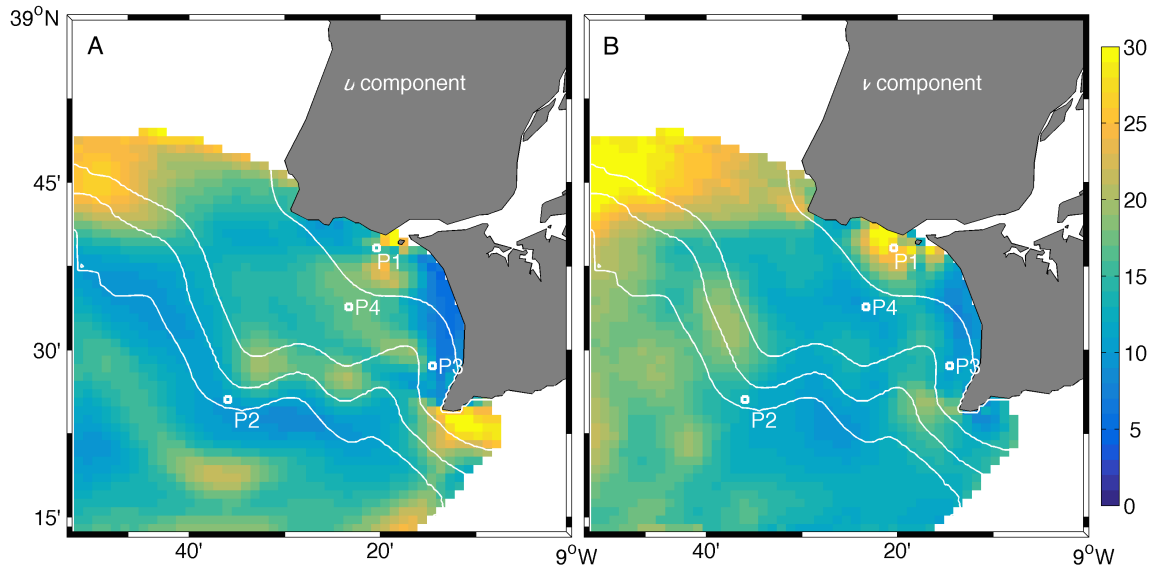 39°N
A
u component
B
v component
30
25
45'
20
P1
P1
P4
P4
15
30'
P3
P3
10
P2
P2
5
15'
0
40'
20'
9°W
40'
20'
9°W